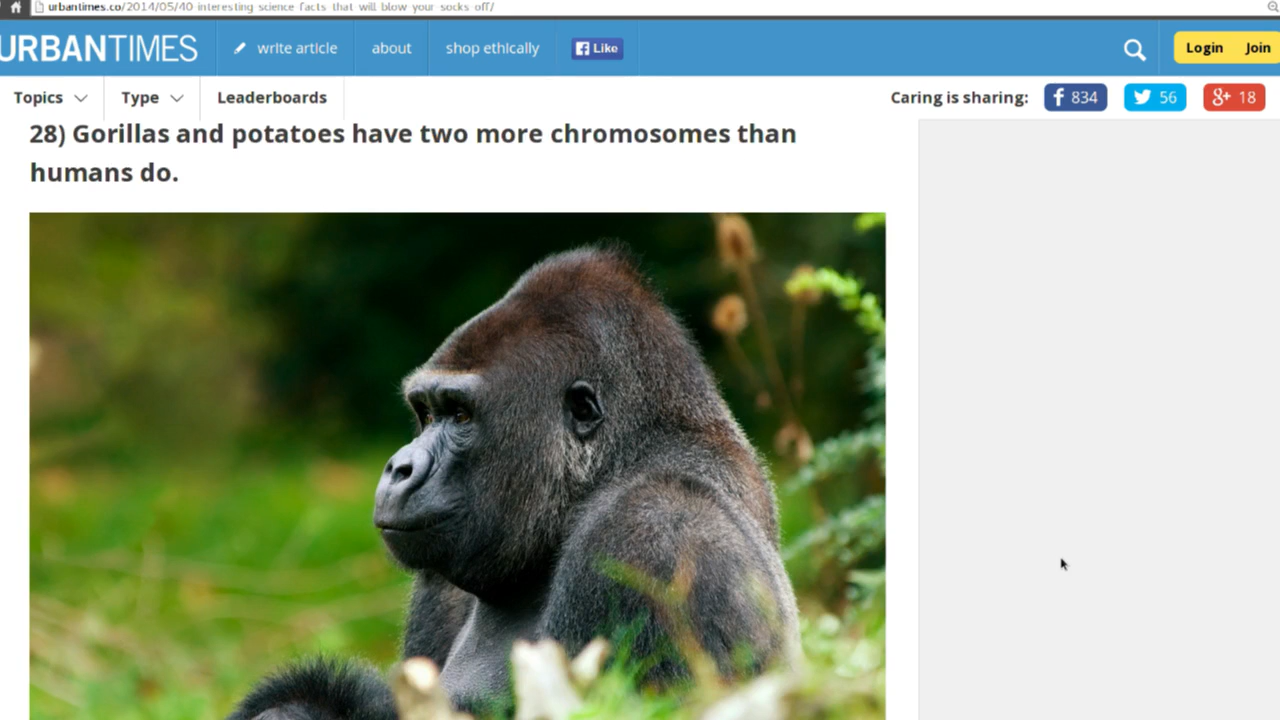 urbantimes.co/2014/05/40-interesting-science-facts-that-will-blow-your-socks-off/
URBANTIMES write article about shop ethically Like Login Join
Topics Type Leaderboards Caring is sharing: 834 56 18
28) Gorillas and potatoes have two more chromosomes than
humans do.